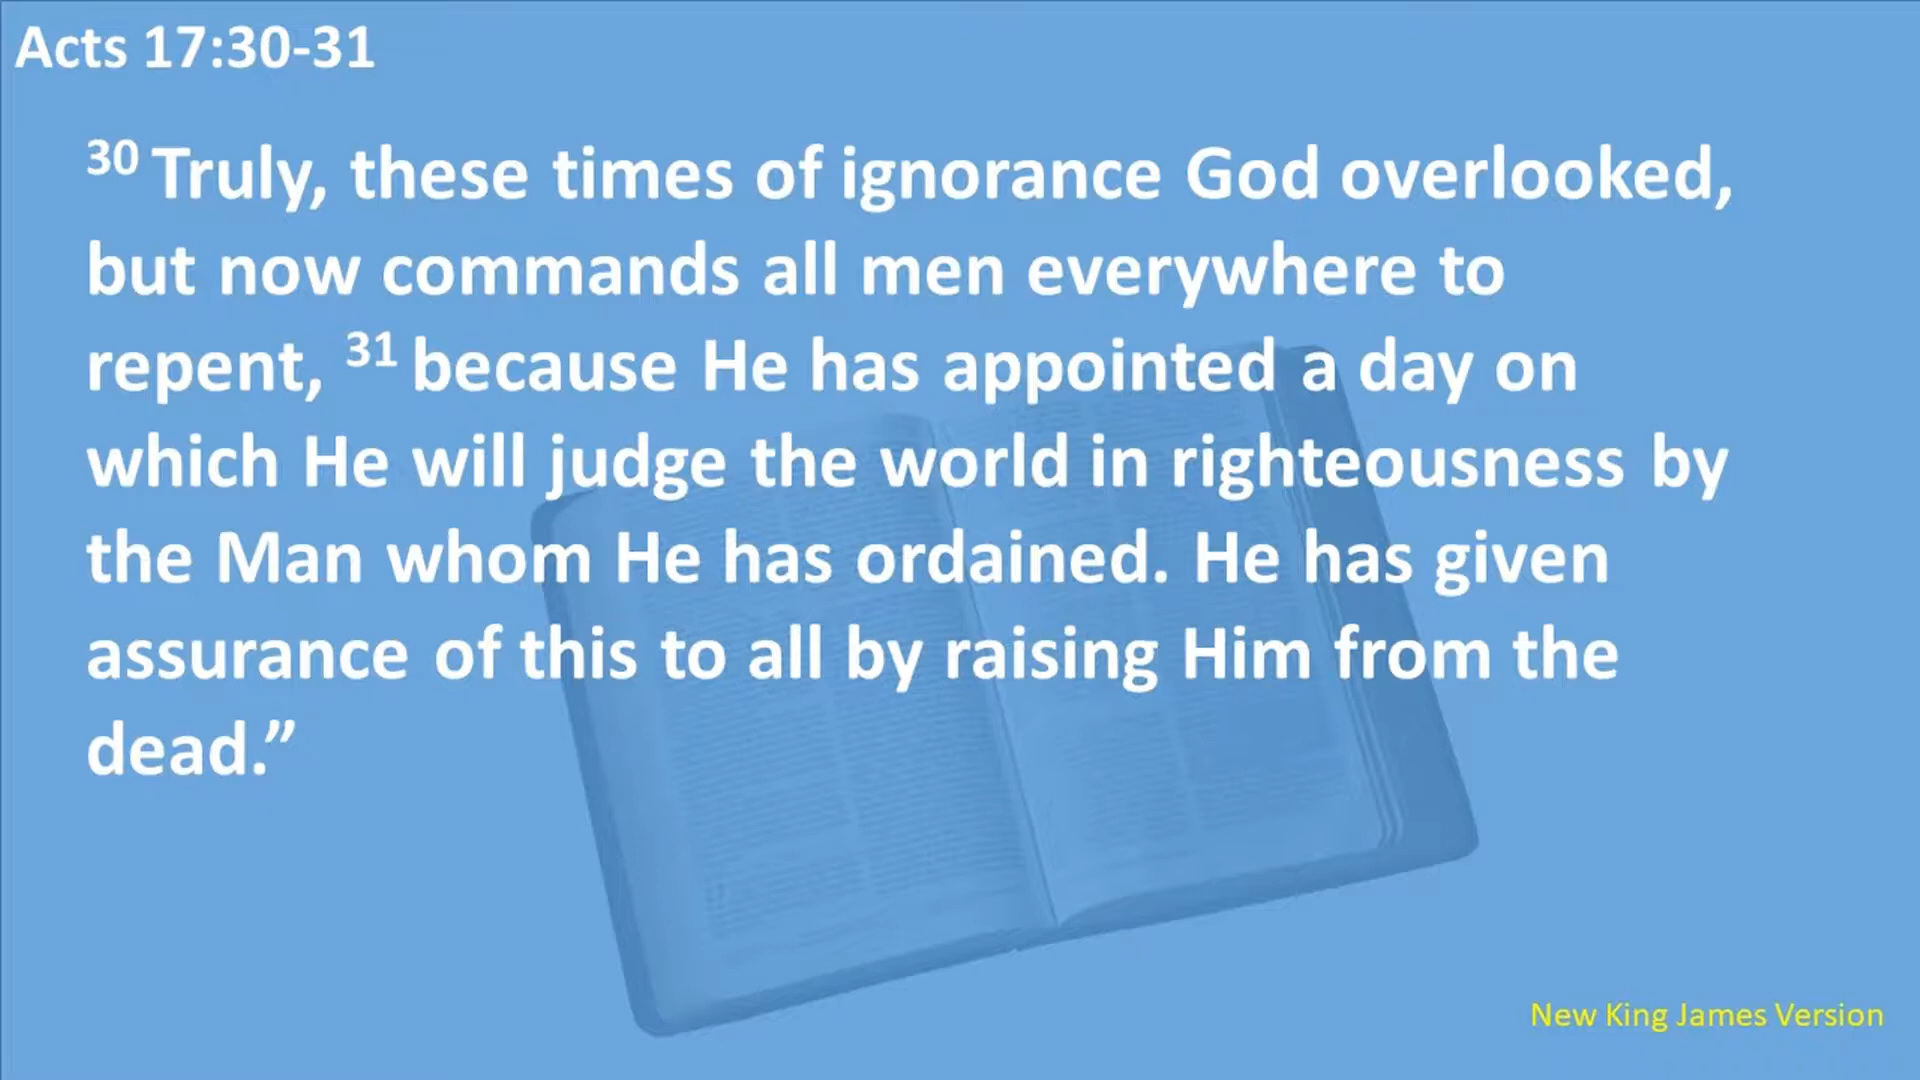 Acts 17:30-31
30 Truly, these times of ignorance God overlooked,
but now commands all men everywhere to
repent, 31 because He has appointed a day on
which He will judge the world in righteousness by
the Man whom He has ordained. He has given
assurance of this to all by raising Him from the
dead.”
New King James Version